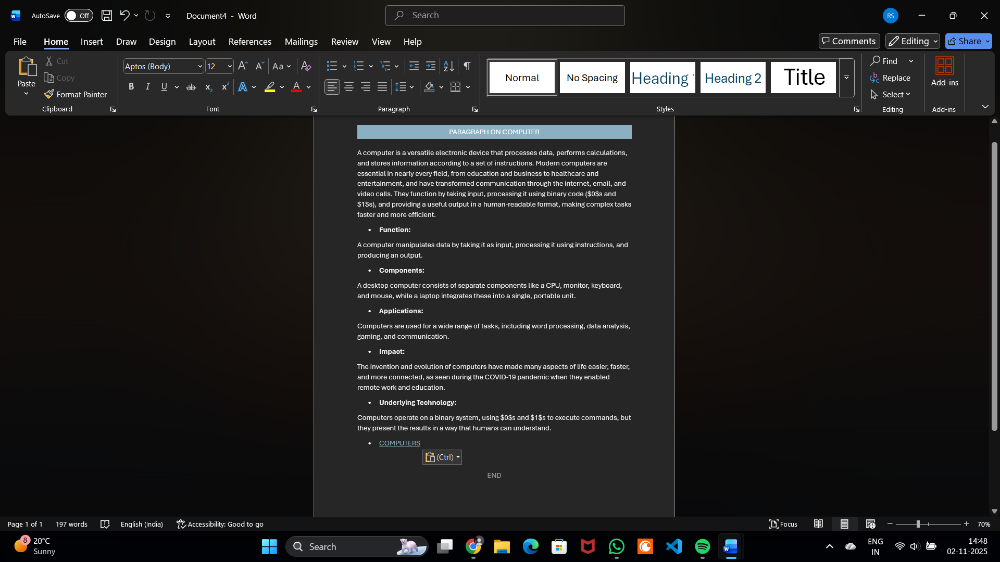 AutoSave Off Document4 - Word Search RS
File Home Insert Draw Design Layout References Mailings Review View Help Comments Editing Share
Paste Cut Copy Format Painter Clipboard
Aptos (Body) 12 Aa B I U ab x₂ x² A A Font
Paragraph
Normal No Spacing Heading Heading 2 Title Styles
Find Replace Select Editing
Add-ins Add-ins
PARAGRAPH ON COMPUTER
A computer is a versatile electronic device that processes data, performs calculations,
and stores information according to a set of instructions. Modern computers are
essential in nearly every field, from education and business to healthcare and
entertainment, and have transformed communication through the internet, email, and
video calls. They function by taking input, processing it using binary code ($0$s and
$1$s), and providing a useful output in a human-readable format, making complex tasks
faster and more efficient.
• Function:
A computer manipulates data by taking it as input, processing it using instructions, and
producing an output.
• Components:
A desktop computer consists of separate components like a CPU, monitor, keyboard,
and mouse, while a laptop integrates these into a single, portable unit.
• Applications:
Computers are used for a wide range of tasks, including word processing, data analysis,
gaming, and communication.
• Impact:
The invention and evolution of computers have made many aspects of life easier, faster,
and more connected, as seen during the COVID-19 pandemic when they enabled
remote work and education.
• Underlying Technology:
Computers operate on a binary system, using $0$s and $1$s to execute commands, but
they present the results in a way that humans can understand.
• COMPUTERS
(Ctrl)
END
Page 1 of 1 197 words English (India) Accessibility: Good to go Focus 70%
8 20°C
Sunny
Search
ENG
IN
14:48
02-11-2025